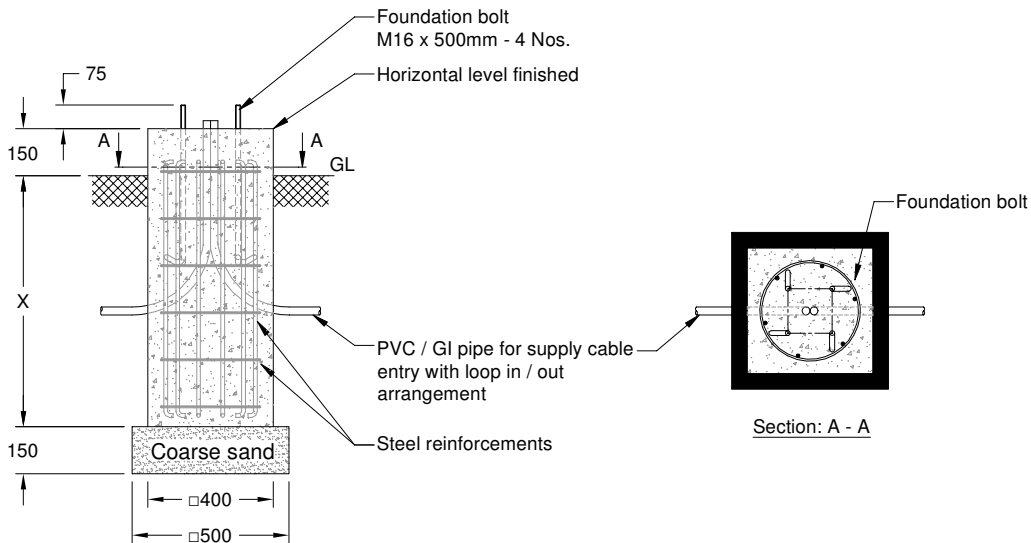 Foundation bolt
M16 x 500mm - 4 Nos.
75
Horizontal level finished
A
A
150
GL
Foundation bolt
X
PVC / GI pipe for supply cable
entry with loop in / out
arrangement
Section: A - A
Steel reinforcements
150
Coarse sand
□400
□500